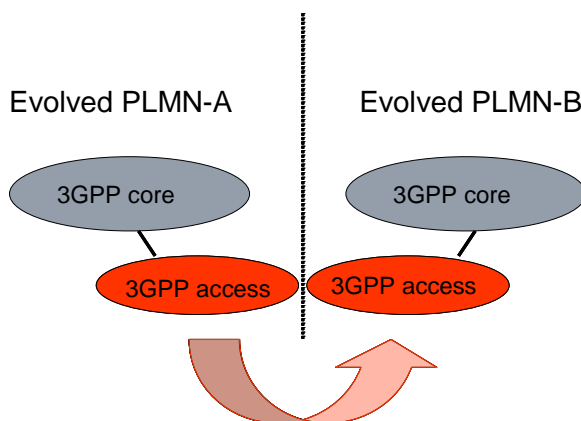 Evolved PLMN-A
Evolved PLMN-B
3GPP core
3GPP core
3GPP access
3GPP access